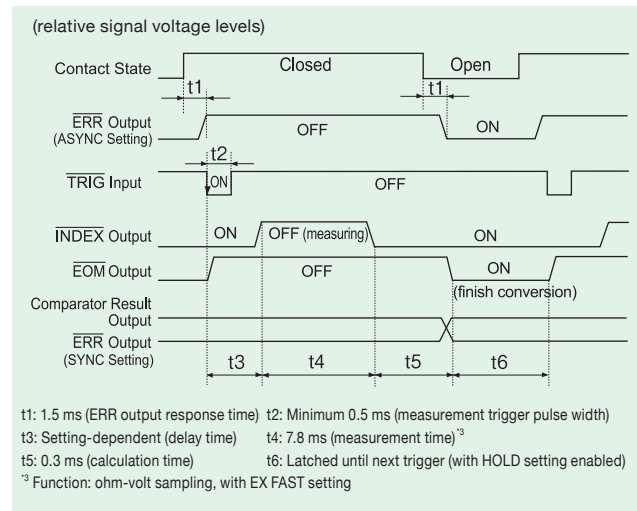 (relative signal voltage levels)
Contact State
Closed
Open
t1
t1
ERR Output
(ASYNC Setting)
OFF
ON
t2
TRIG Input
ON
OFF
INDEX Output
ON
OFF (measuring)
ON
EOM Output
OFF
ON
(finish conversion)
Comparator Result
Output
ERR Output
(SYNC Setting)
t3
t4
t5
t6
t1: 1.5 ms (ERR output response time) t2: Minimum 0.5 ms (measurement trigger pulse width)
t3: Setting-dependent (delay time) t4: 7.8 ms (measurement time)*3
t5: 0.3 ms (calculation time) t6: Latched until next trigger (with HOLD setting enabled)
*3 Function: ohm-volt sampling, with EX FAST setting